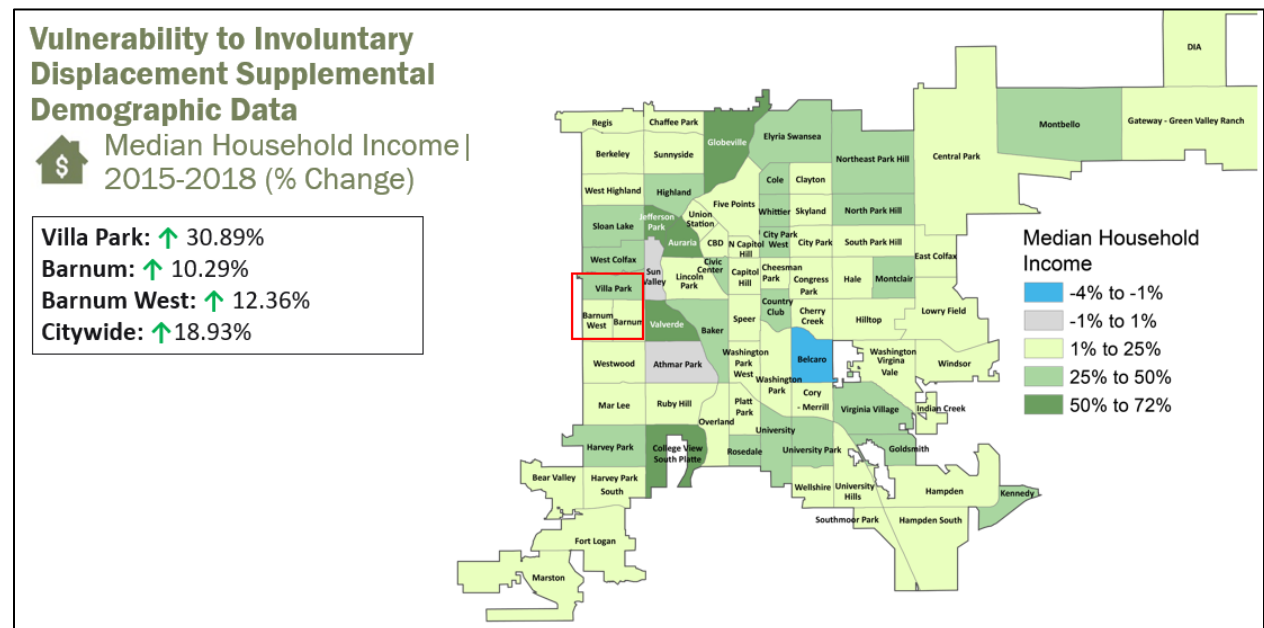 Vulnerability to Involuntary
Displacement Supplemental
Demographic Data
$
Median Household Income|
2015-2018 (% Change)
Villa Park: ↑ 30.89%
Barnum: ↑ 10.29%
Barnum West: ↑ 12.36%
Citywide: ↑18.93%
DIA
Regis
Chaffee Park
Globeville
Elyria Swansea
Montbello
Gateway - Green Valley Ranch
Berkeley
Sunnyside
Northeast Park Hill
Central Park
West Highland
Highland
Cole
Clayton
Five Points
Union
Station
Whittier
Skyland
North Park Hill
Sloan Lake
Jefferson
Park
Auraria
CBD
N Capitol
Hill
City Park
West
City Park
South Park Hill
West Colfax
Sun
Valley
Lincoln
Park
Civic
Center
Capitol
Hill
Cheesman
Park
Congress
Park
Hale
Montclair
East Colfax
Villa Park
Barnum
West
Barnum
Valverde
Baker
Speer
Country
Club
Cherry
Creek
Hilltop
Lowry Field
Westwood
Athmar Park
Washington
Park
West
Washington
Park
Belcaro
Washington
Virgina
Vale
Windsor
Mar Lee
Ruby Hill
Overland
Platt
Park
Cory
- Merrill
Virginia Village
Indian Creek
Harvey Park
College View
South Platte
Rosedale
University
University Park
Goldsmith
Bear Valley
Harvey Park
South
Wellshire
University
Hills
Hampden
Kennedy
Southmoor Park
Hampden South
Fort Logan
Marston
Median Household
Income
-4% to -1%
-1% to 1%
1% to 25%
25% to 50%
50% to 72%